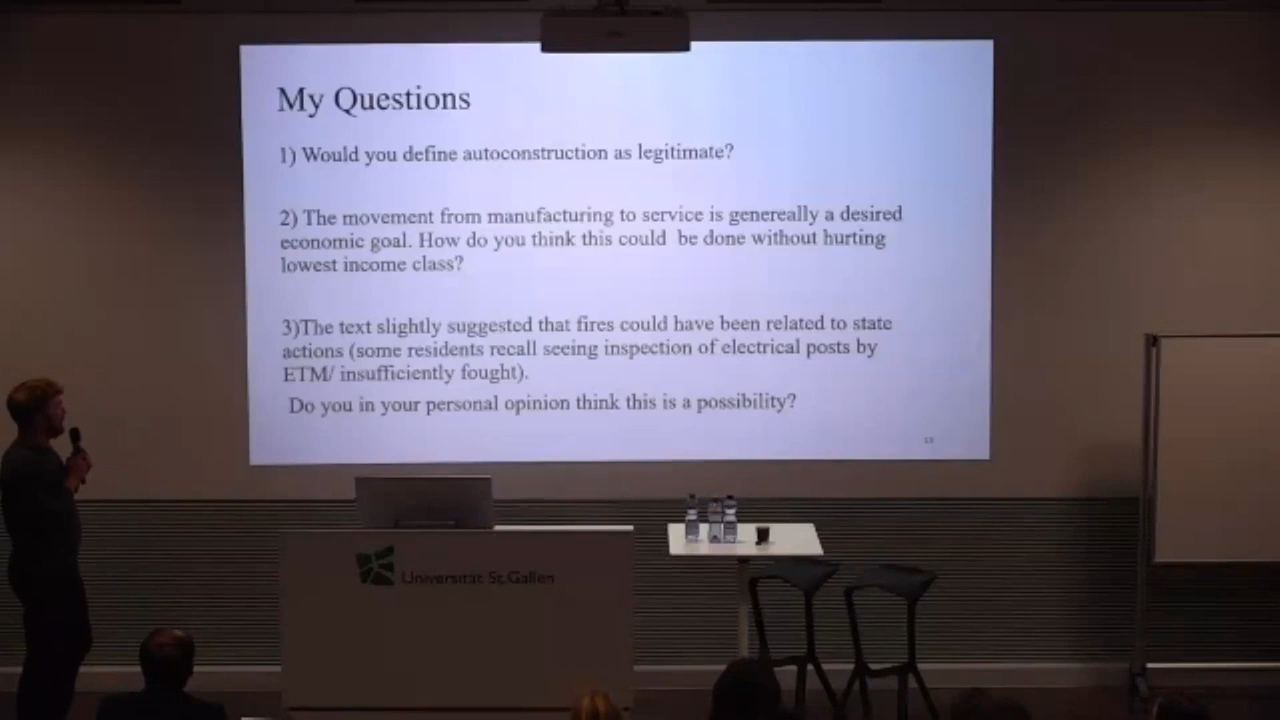 My Questions
1) Would you define autoconstruction as legitimate?
2) The movement from manufacturing to service is genereally a desired
economic goal. How do you think this could be done without hurting
lowest income class?
3)The text slightly suggested that fires could have been related to state
actions (some residents recall seeing inspection of electrical posts by
ETM/ insufficiently fought).
Do you in your personal opinion think this is a possibility?
Universität St.Gallen